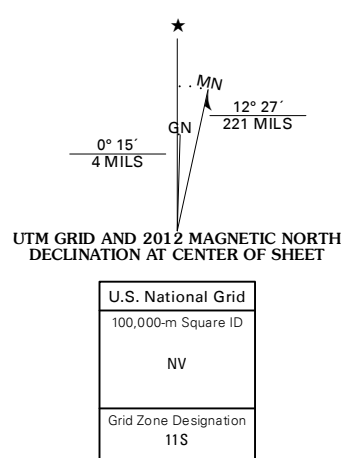 ★
MN
GN
12° 27´
221 MILS
0° 15´
4 MILS
UTM GRID AND 2012 MAGNETIC NORTH
DECLINATION AT CENTER OF SHEET
U.S. National Grid
100,000-m Square ID
NV
Grid Zone Designation
11S